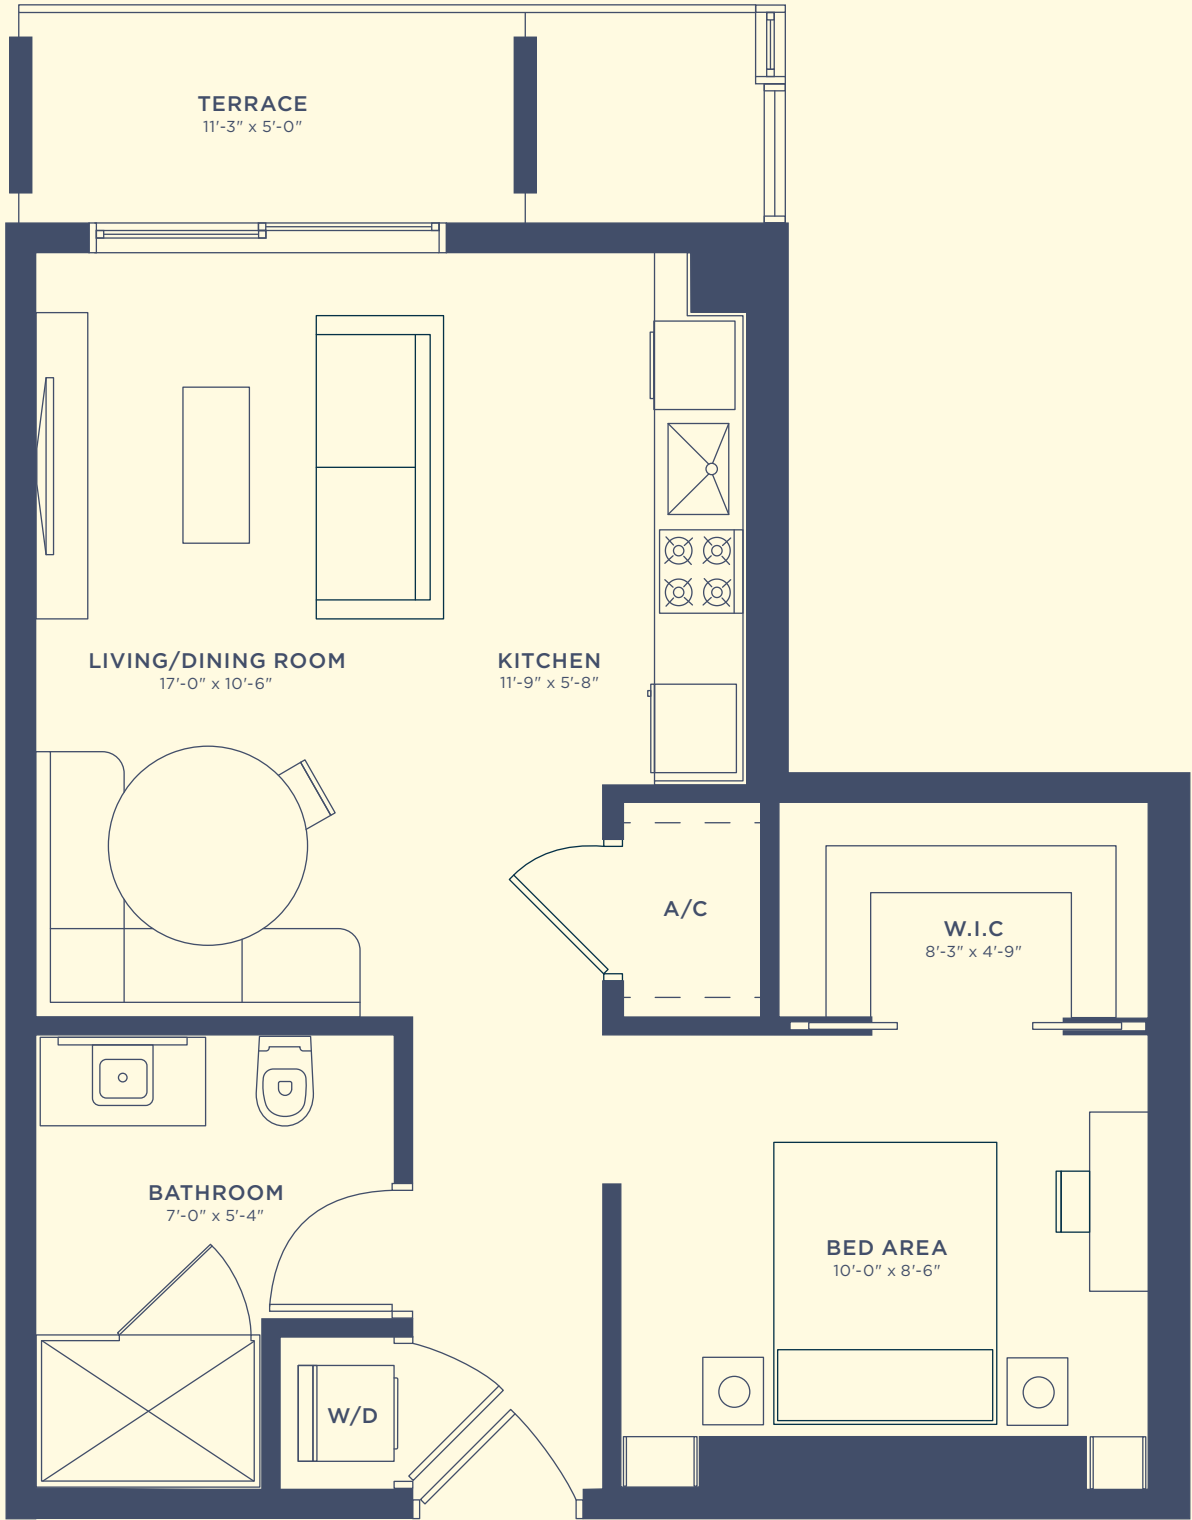 TERRACE
11'-3" x 5'-0"
LIVING/DINING ROOM
17'-0" x 10'-6"
KITCHEN
11'-9" x 5'-8"
A/C
W.I.C
8'-3" x 4'-9"
BATHROOM
7'-0" x 5'-4"
BED AREA
10'-0" x 8'-6"
W/D